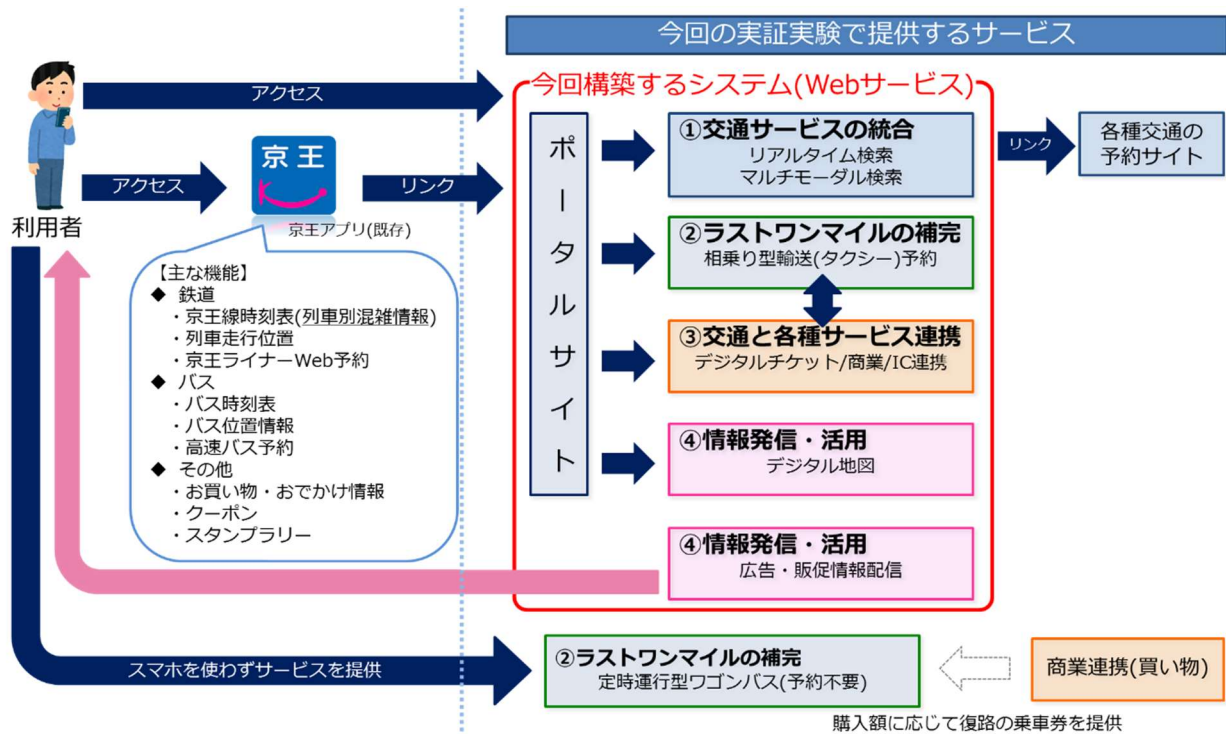 今回の実証実験で提供するサービス
アクセス
今回構築するシステム(Webサービス)
利用者
アクセス
京王
京王アプリ(既存)
リンク
【主な機能】
◆ 鉄道
・京王線時刻表(列車別混雑情報)
・列車走行位置
・京王ライナーWeb予約
◆ バス
・バス時刻表
・バス位置情報
・高速バス予約
◆ その他
・お買い物・おでかけ情報
・クーポン
・スタンプラリー
ポータルサイト
①交通サービスの統合
リアルタイム検索
マルチモーダル検索
リンク
各種交通の
予約サイト
②ラストワンマイルの補完
相乗り型輸送(タクシー)予約
③交通と各種サービス連携
デジタルチケット/商業/IC連携
④情報発信・活用
デジタル地図
④情報発信・活用
広告・販促情報配信
スマホを使わずサービスを提供
②ラストワンマイルの補完
定時運行型ワゴンバス(予約不要)
商業連携(買い物)
購入額に応じて復路の乗車券を提供